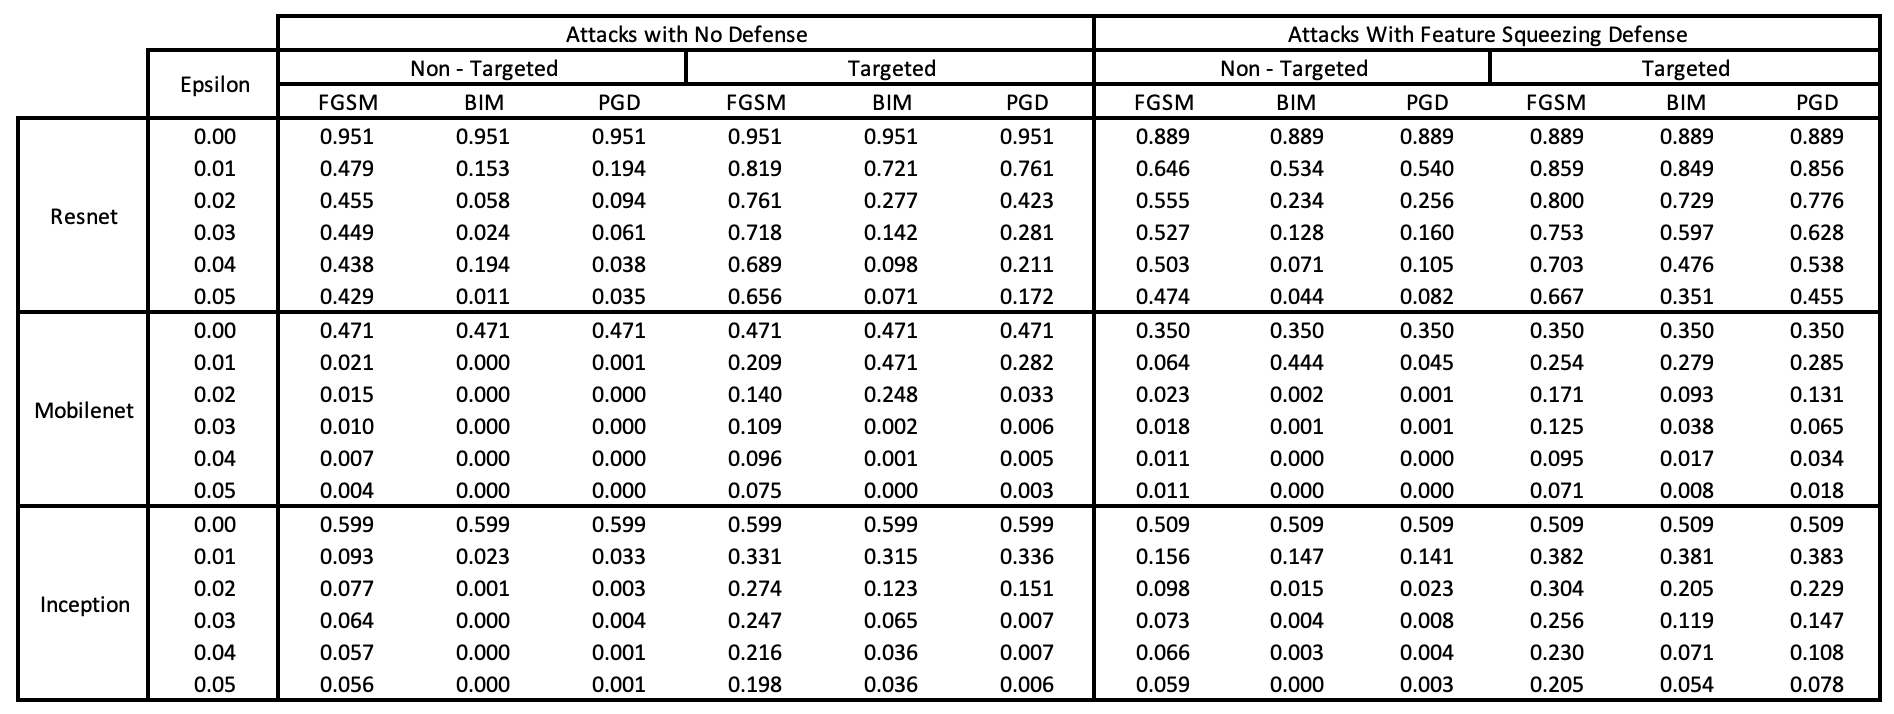 Attacks with No Defense Attacks With Feature Squeezing Defense
Epsilon Non - Targeted Targeted Non - Targeted Targeted
FGSM BIM PGD FGSM BIM PGD FGSM BIM PGD FGSM BIM PGD
Resnet
0.00 0.951 0.951 0.951 0.951 0.951 0.951 0.889 0.889 0.889 0.889 0.889 0.889
0.01 0.479 0.153 0.194 0.819 0.721 0.761 0.646 0.534 0.540 0.859 0.849 0.856
0.02 0.455 0.058 0.094 0.761 0.277 0.423 0.555 0.234 0.256 0.800 0.729 0.776
0.03 0.449 0.024 0.061 0.718 0.142 0.281 0.527 0.128 0.160 0.753 0.597 0.628
0.04 0.438 0.194 0.038 0.689 0.098 0.211 0.503 0.071 0.105 0.703 0.476 0.538
0.05 0.429 0.011 0.035 0.656 0.071 0.172 0.474 0.044 0.082 0.667 0.351 0.455
Mobilenet
0.00 0.471 0.471 0.471 0.471 0.471 0.471 0.350 0.350 0.350 0.350 0.350 0.350
0.01 0.021 0.000 0.001 0.209 0.471 0.282 0.064 0.444 0.045 0.254 0.279 0.285
0.02 0.015 0.000 0.000 0.140 0.248 0.033 0.023 0.002 0.001 0.171 0.093 0.131
0.03 0.010 0.000 0.000 0.109 0.002 0.006 0.018 0.001 0.001 0.125 0.038 0.065
0.04 0.007 0.000 0.000 0.096 0.001 0.005 0.011 0.000 0.000 0.095 0.017 0.034
0.05 0.004 0.000 0.000 0.075 0.000 0.003 0.011 0.000 0.000 0.071 0.008 0.018
Inception
0.00 0.599 0.599 0.599 0.599 0.599 0.599 0.509 0.509 0.509 0.509 0.509 0.509
0.01 0.093 0.023 0.033 0.331 0.315 0.336 0.156 0.147 0.141 0.382 0.381 0.383
0.02 0.077 0.001 0.003 0.274 0.123 0.151 0.098 0.015 0.023 0.304 0.205 0.229
0.03 0.064 0.000 0.004 0.247 0.065 0.007 0.073 0.004 0.008 0.256 0.119 0.147
0.04 0.057 0.000 0.001 0.216 0.036 0.007 0.066 0.003 0.004 0.230 0.071 0.108
0.05 0.056 0.000 0.001 0.198 0.036 0.006 0.059 0.000 0.003 0.205 0.054 0.078